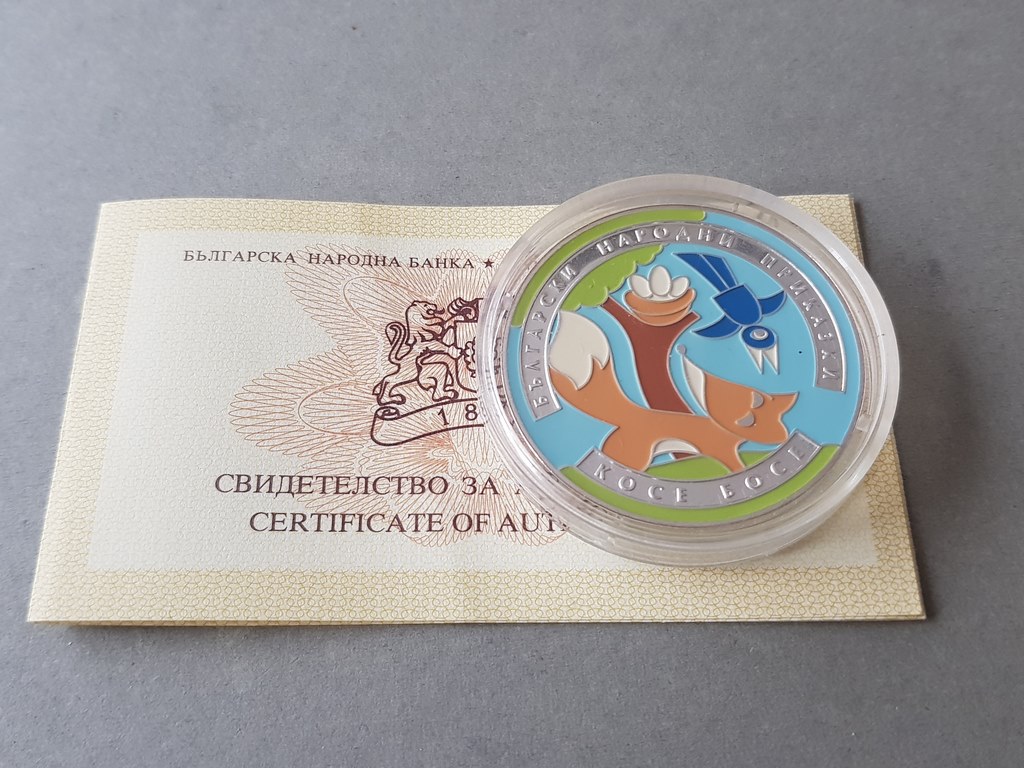 БЪЛГАРСКА НАРОДНА БАНКА ★
18
СВИДЕТЕЛСТВО ЗА
CERTIFICATE OF AUT
БЪЛГАРСКИ НАРОДНИ ПРИКАЗКИ
КОСЕ БОСЕ